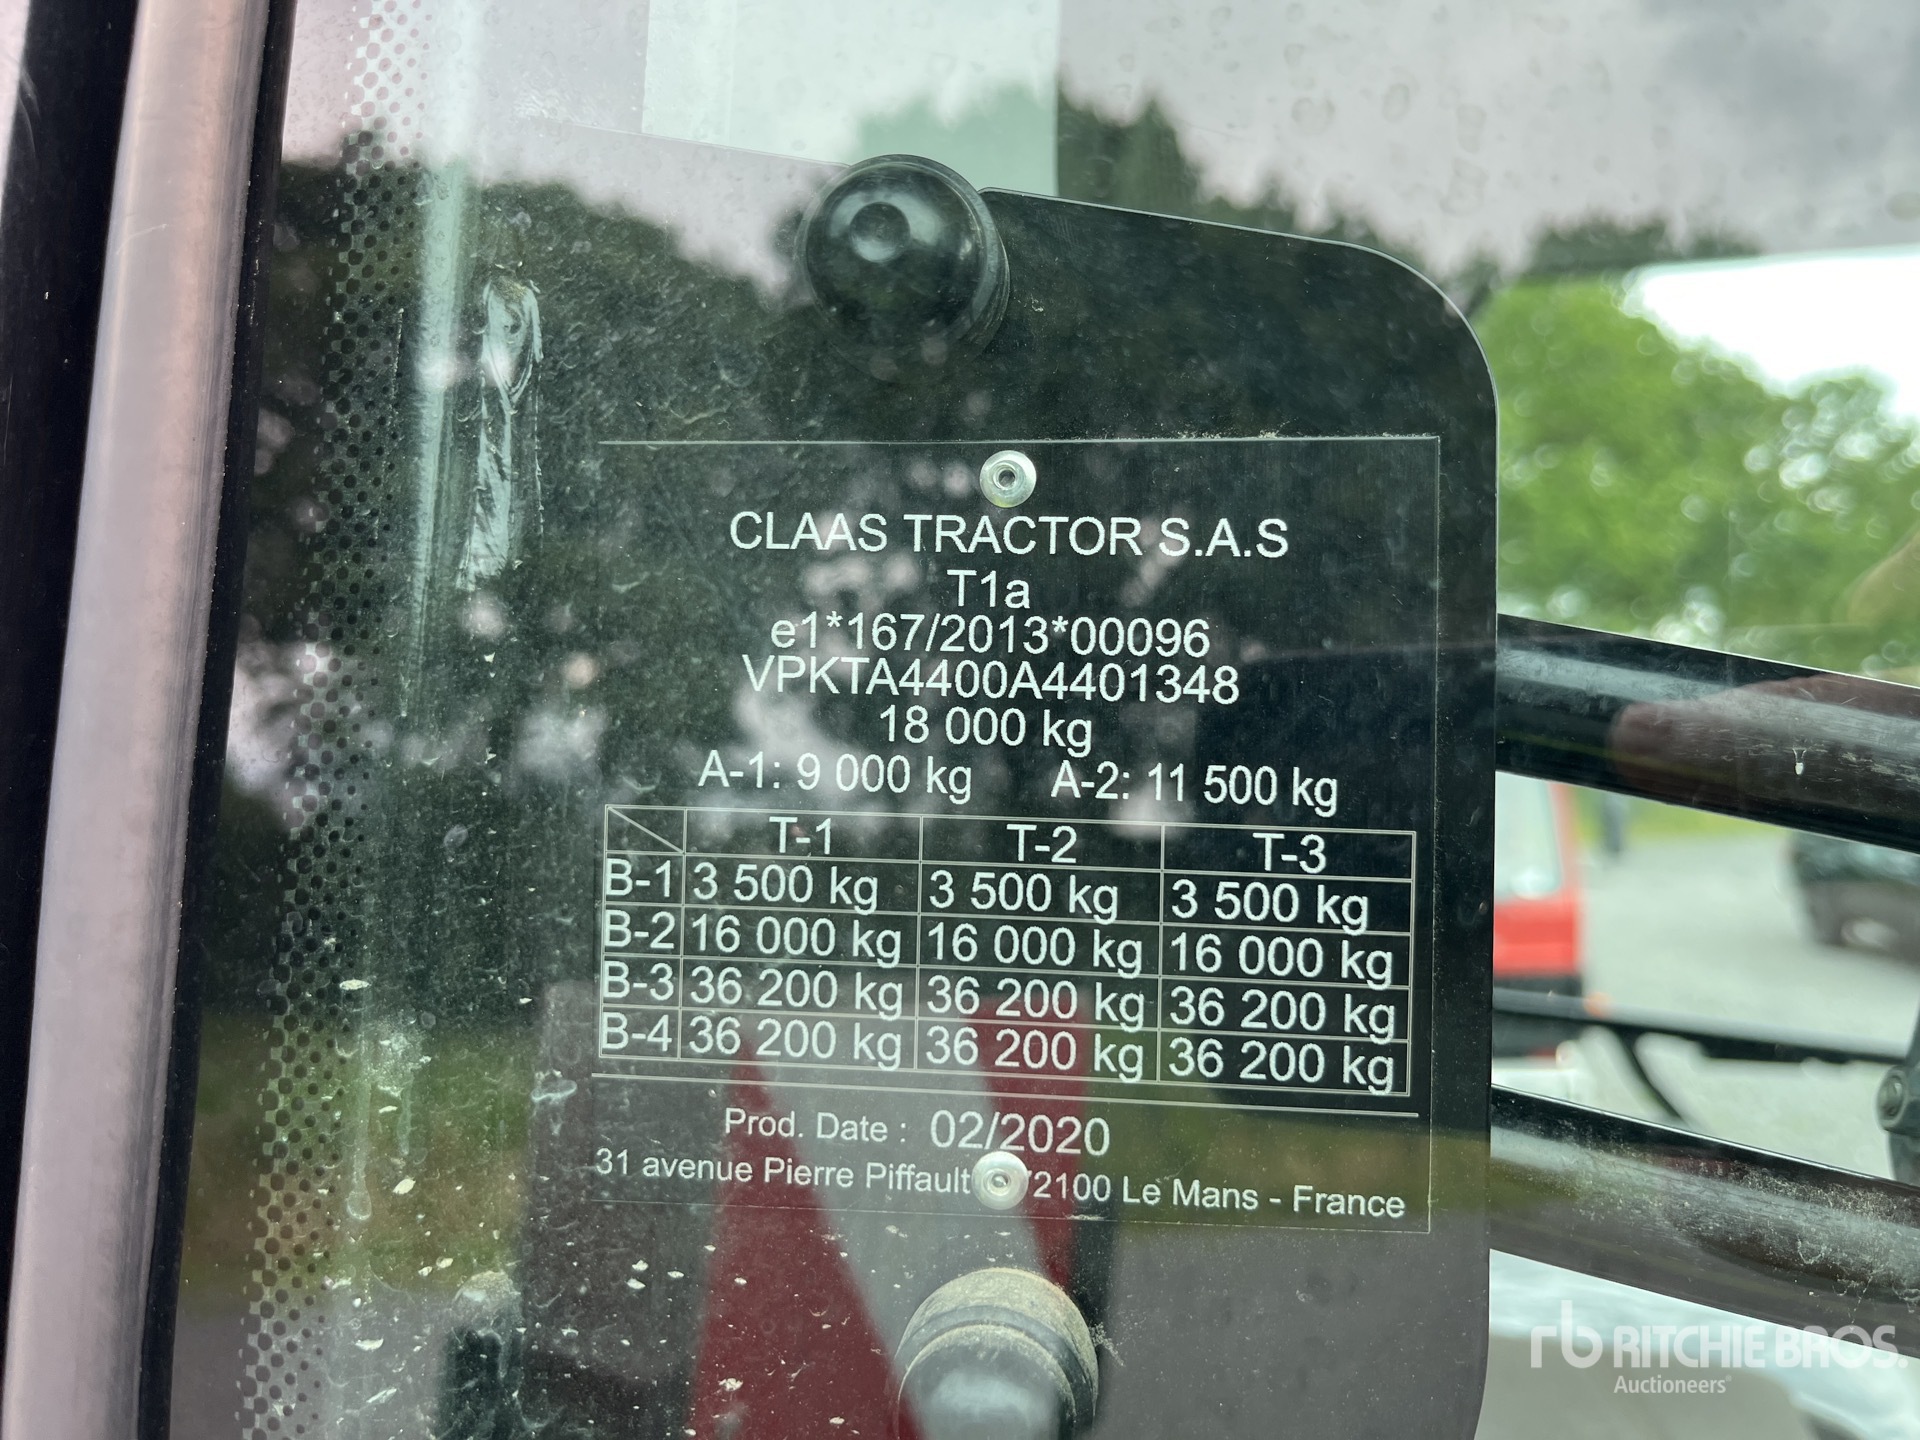 CLAAS TRACTOR S.A.S
T1a
e1*167/2013*00096
VPKTA4400A4401348
18 000 kg
A-1: 9 000 kg A-2: 11 500 kg
T-1 T-2 T-3
B-1 3 500 kg 3 500 kg 3 500 kg
B-2 16 000 kg 16 000 kg 16 000 kg
B-3 36 200 kg 36 200 kg 36 200 kg
B-4 36 200 kg 36 200 kg 36 200 kg
Prod. Date : 02/2020
31 avenue Pierre Piffault 72100 Le Mans - France
rb RITCHIE BROS.
Auctioneers